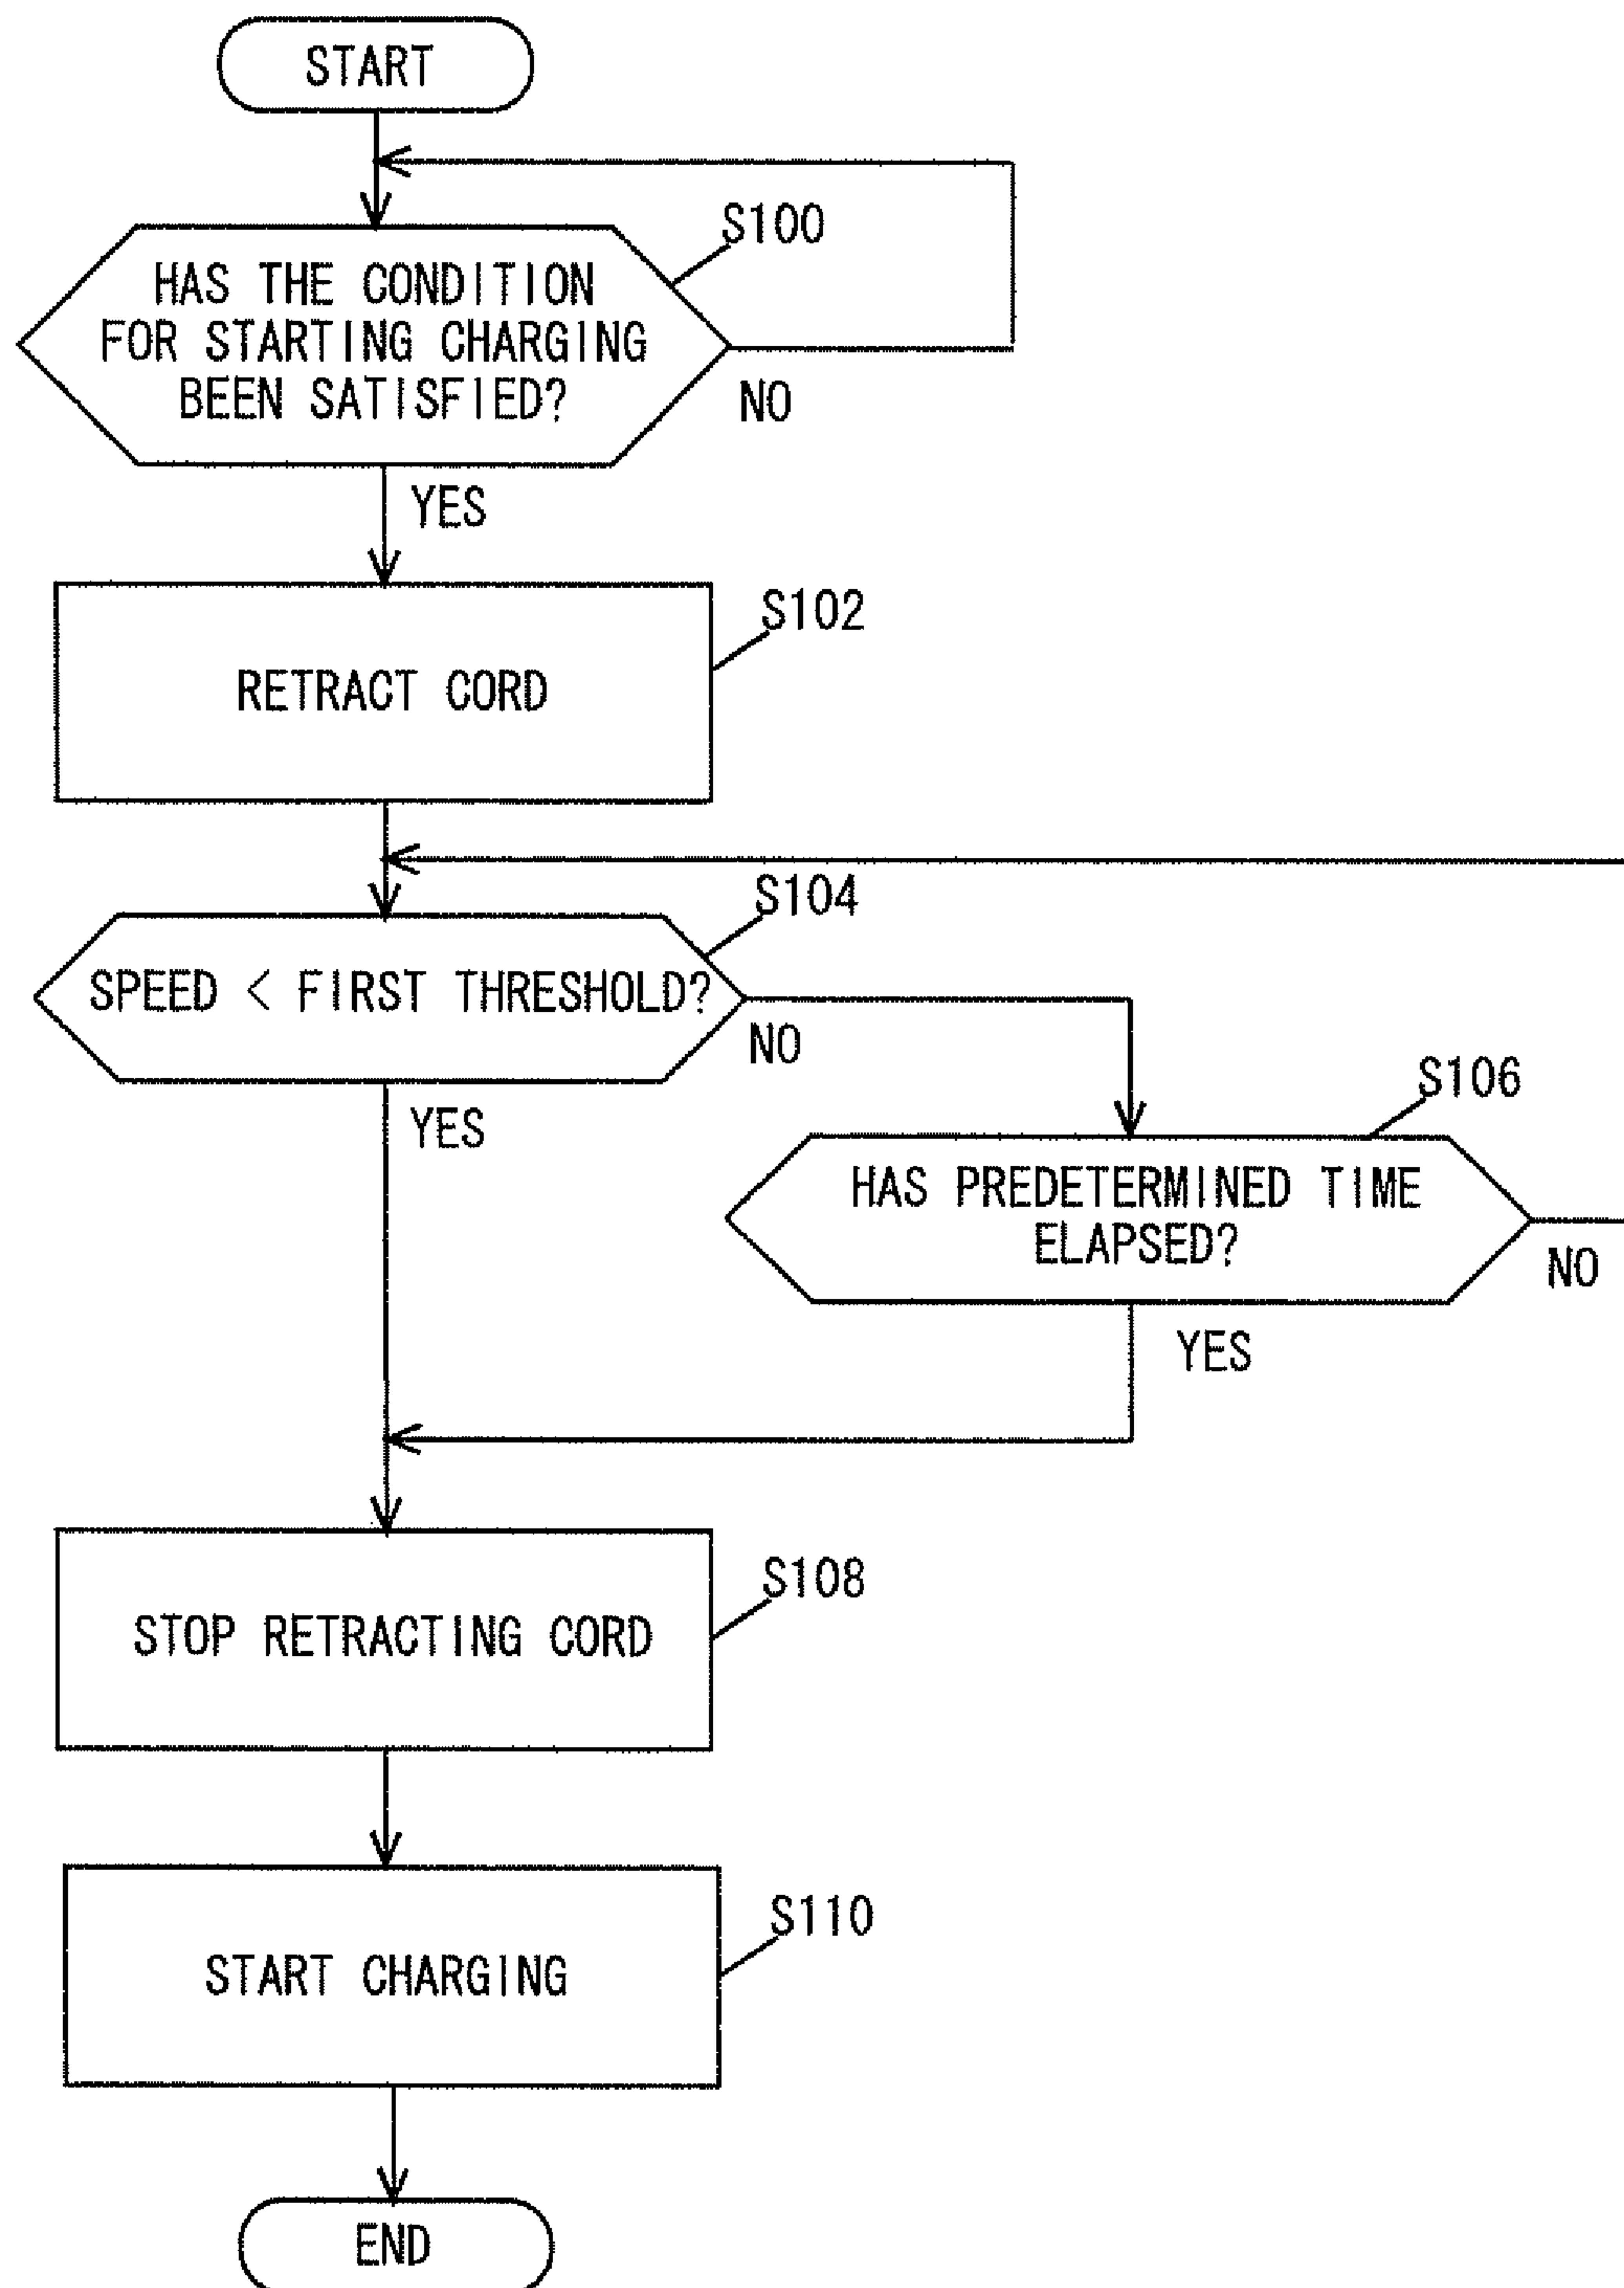 START
S100
HAS THE CONDITION
FOR STARTING CHARGING
BEEN SATISFIED?
NO
YES
S102
RETRACT CORD
S104
SPEED < FIRST THRESHOLD?
NO
YES
S106
HAS PREDETERMINED TIME
ELAPSED?
NO
YES
S108
STOP RETRACTING CORD
S110
START CHARGING
END